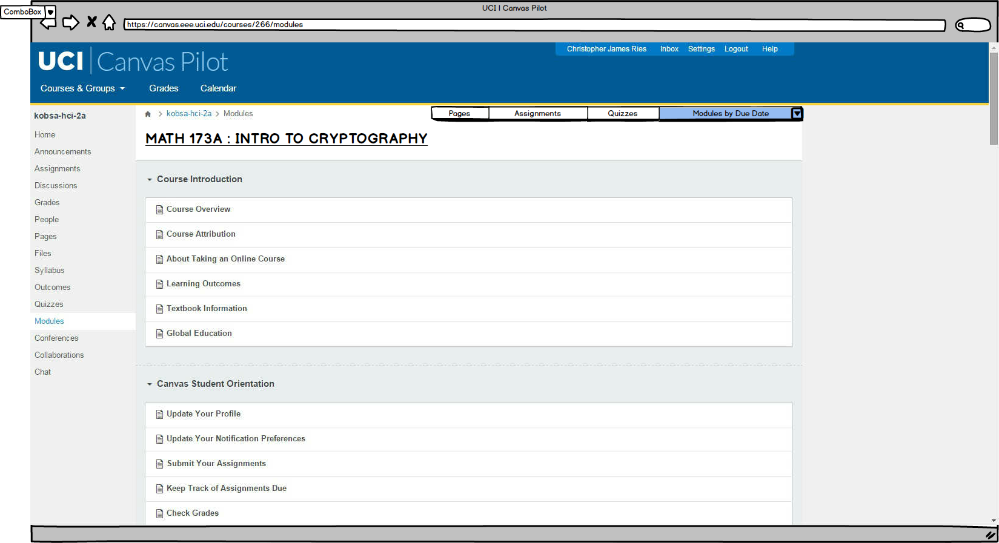 UCI | Canvas Pilot
ComboBox
https://canvas.eee.uci.edu/courses/266/modules
Christopher James Ries Inbox Settings Logout Help
UCI | Canvas Pilot
Courses & Groups Grades Calendar
kobsa-hci-2a
Home
Announcements
Assignments
Discussions
Grades
People
Pages
Files
Syllabus
Outcomes
Quizzes
Modules
Conferences
Collaborations
Chat
> kobsa-hci-2a > Modules
Pages Assignments Quizzes Modules by Due Date
MATH 173A : INTRO TO CRYPTOGRAPHY
Course Introduction
Course Overview
Course Attribution
About Taking an Online Course
Learning Outcomes
Textbook Information
Global Education
Canvas Student Orientation
Update Your Profile
Update Your Notification Preferences
Submit Your Assignments
Keep Track of Assignments Due
Check Grades